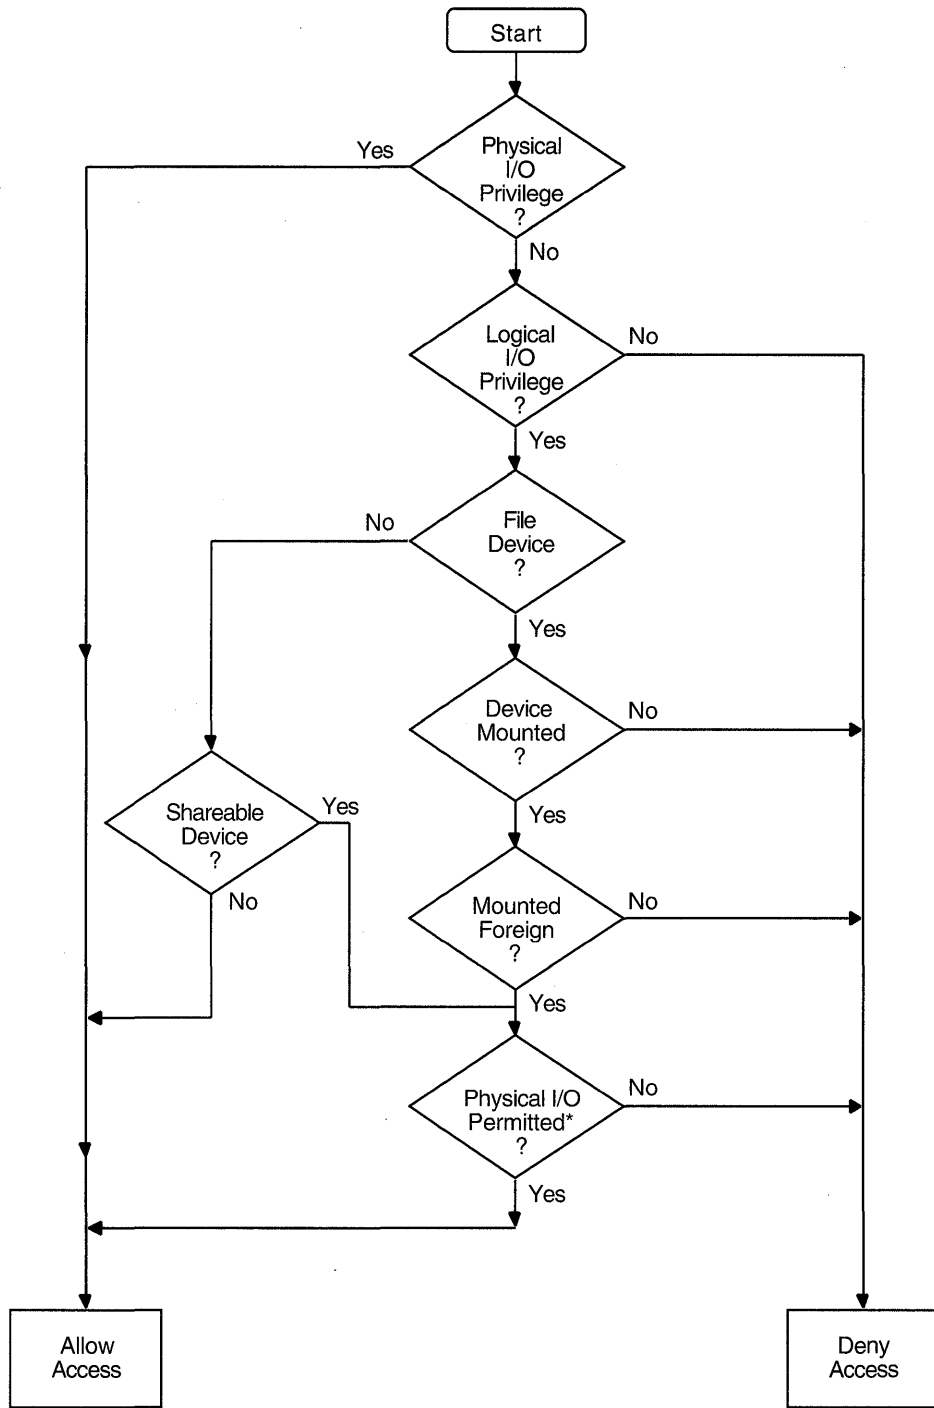 Start
Yes
Physical
I/O
Privilege
?
No
Logical
I/O
Privilege
?
No
Yes
File
Device
?
No
Yes
Device
Mounted
?
No
Yes
Shareable
Device
?
Yes
No
Mounted
Foreign
?
No
Yes
Physical I/O
Permitted*
?
No
Yes
Allow
Access
Deny
Access